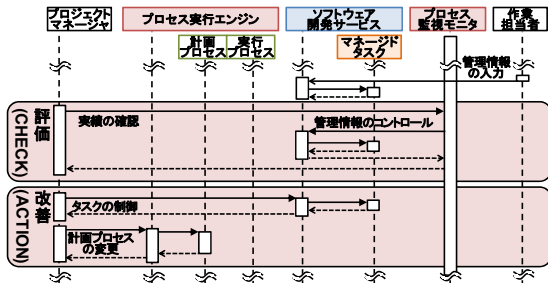 プロジェクト
マネージャ
プロセス実行エンジン
ソフトウェア
開発サービス
プロセス
監視モニタ
作業
担当者
計画
プロセス
実行
プロセス
マネージド
タスク
管理情報
の入力
評価
(CHECK)
実績の確認
管理情報のコントロール
改善
(ACTION)
タスクの制御
計画プロセス
の変更